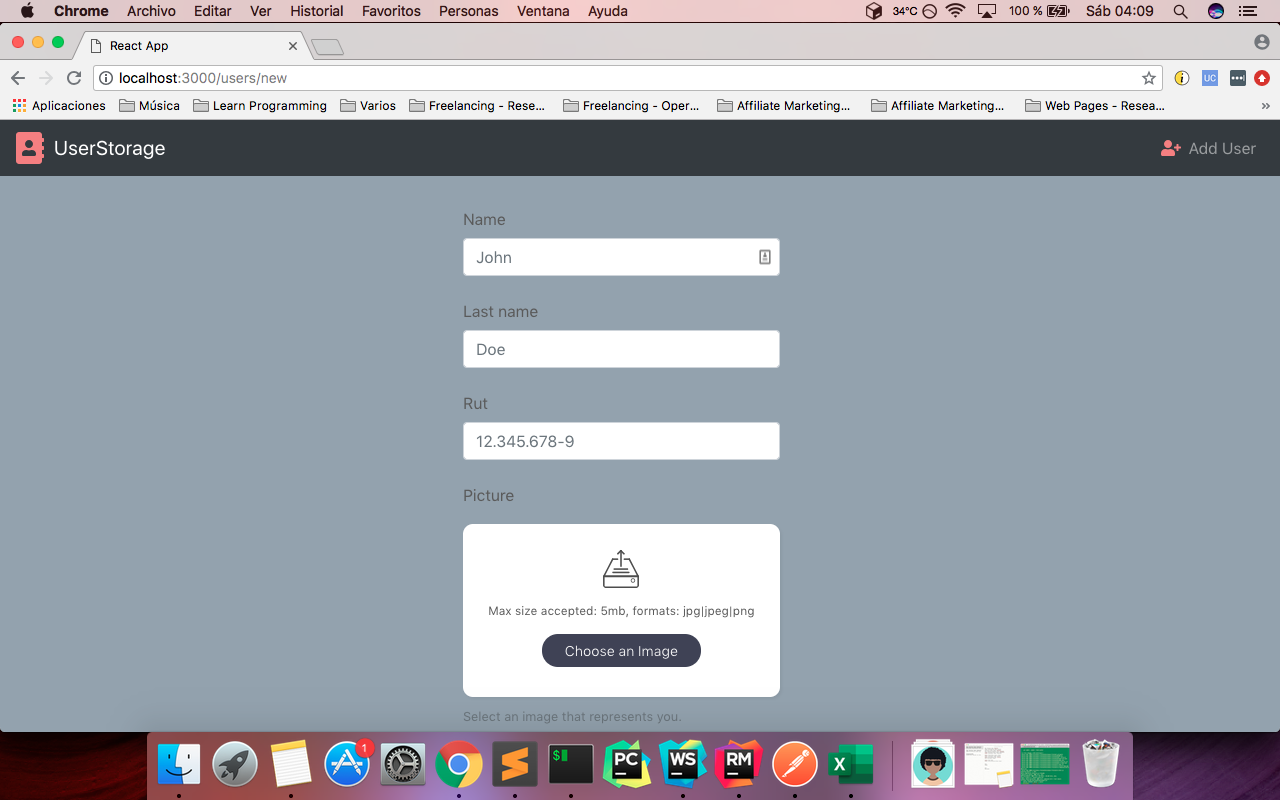 Chrome Archivo Editar Ver Historial Favoritos Personas Ventana Ayuda 34°C 100 % Sáb 04:09
React App
localhost:3000/users/new
UC
Aplicaciones Música Learn Programming Varios Freelancing - Rese... Freelancing - Oper... Affiliate Marketing... Affiliate Marketing... Web Pages - Resea... »
UserStorage Add User
Name
John
Last name
Doe
Rut
12.345.678-9
Picture
Max size accepted: 5mb, formats: jpg|jpeg|png
Choose an Image
Select an image that represents you.
1
$ PC WS RM X